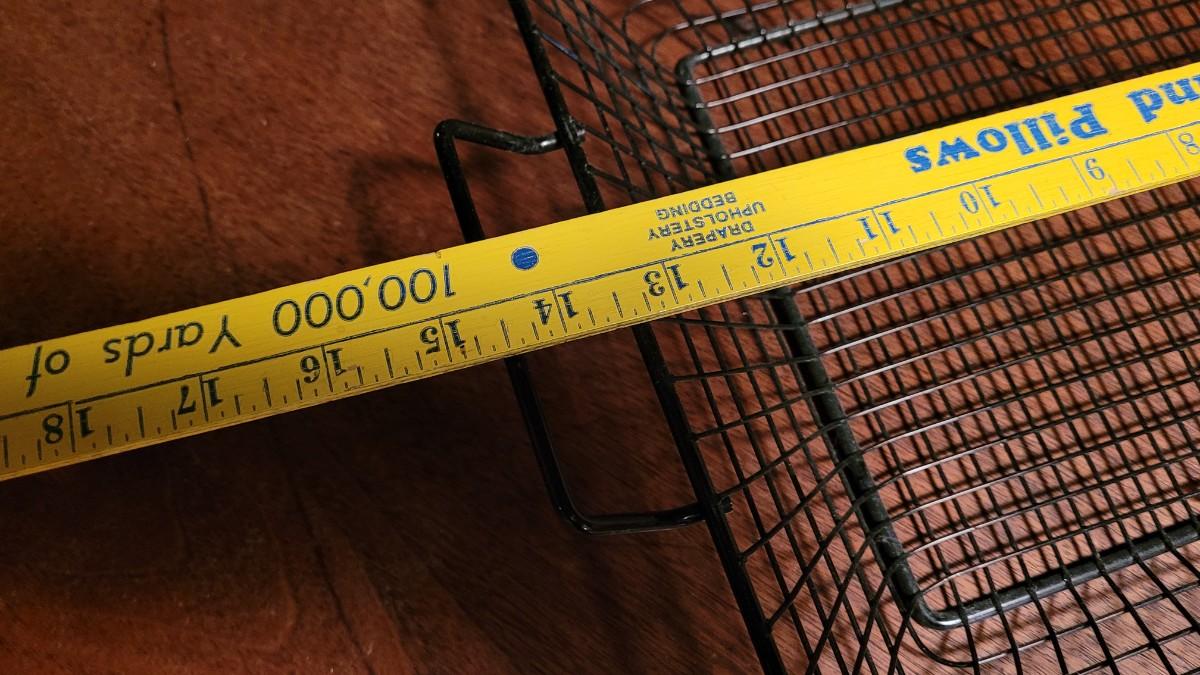 8 9 10 11 12 13 14 15 16 17 18
nd Pillows
DRAPERY
UPHOLSTERY
BEDDING
100,000 Yards of